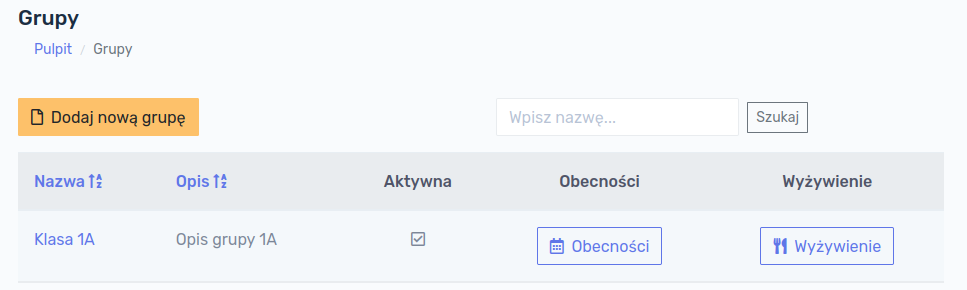 Grupy
Pulpit / Grupy
Dodaj nową grupę Wpisz nazwę... Szukaj
Nazwa Opis Aktywna Obecności Wyżywienie
Klasa 1A Opis grupy 1A Obecności Wyżywienie